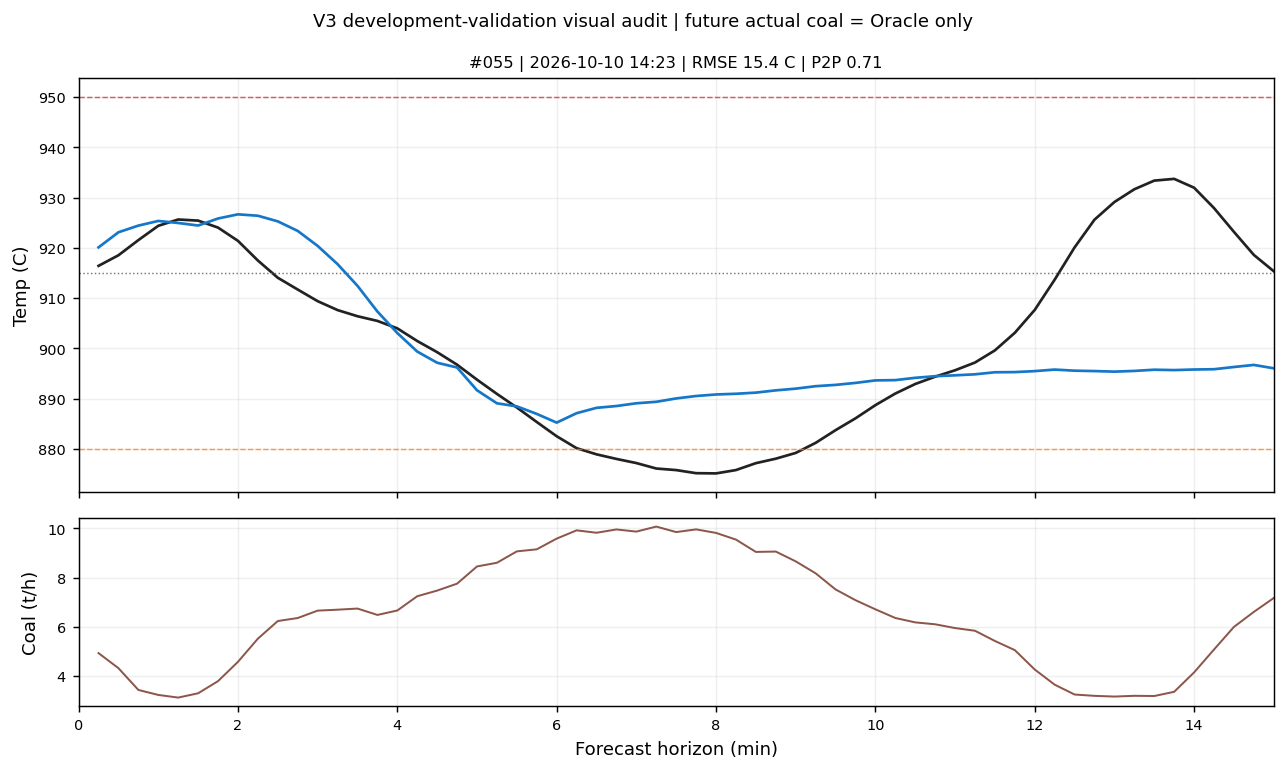 V3 development-validation visual audit | future actual coal = Oracle only
#055 | 2026-10-10 14:23 | RMSE 15.4 C | P2P 0.71
Temp (C)
950
940
930
920
910
900
890
880
Coal (t/h)
10
8
6
4
0 2 4 6 8 10 12 14
Forecast horizon (min)